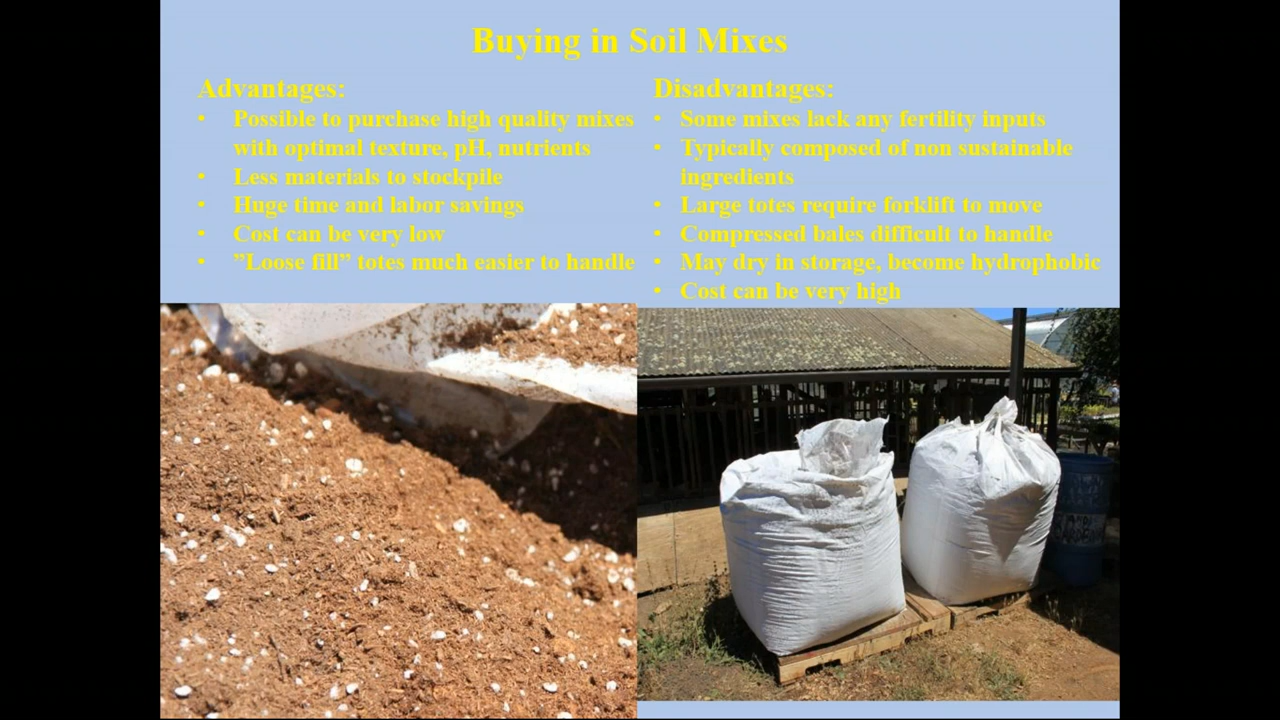 Buying in Soil Mixes
Advantages:
• Possible to purchase high quality mixes
with optimal texture, pH, nutrients
• Less materials to stockpile
• Huge time and labor savings
• Cost can be very low
• ”Loose fill” totes much easier to handle
Disadvantages:
• Some mixes lack any fertility inputs
• Typically composed of non sustainable
ingredients
• Large totes require forklift to move
• Compressed bales difficult to handle
• May dry in storage, become hydrophobic
• Cost can be very high